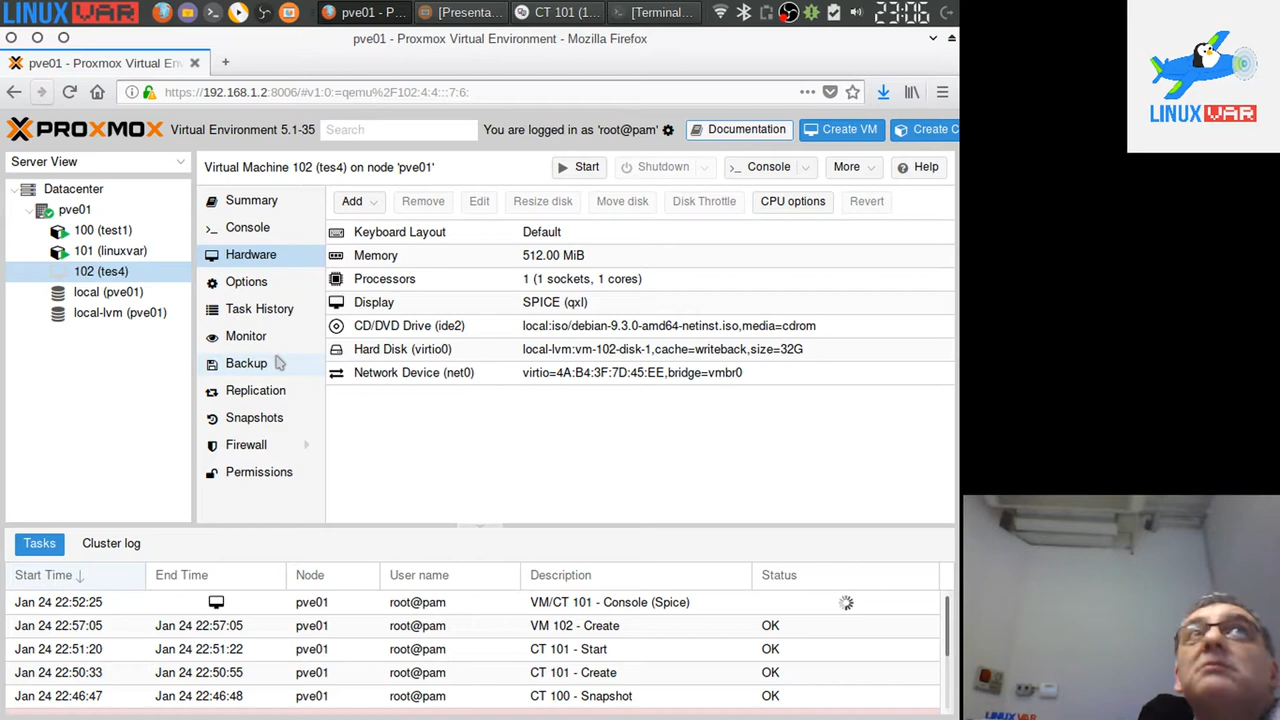 LINUX VAR
pve01 - P...
[Presenta...
CT 101 (1...
[Terminal...
23:06
pve01 - Proxmox Virtual Environment - Mozilla Firefox
pve01 - Proxmox Virtual En
https://192.168.1.2:8006/#v1:0:=qemu%2F102:4:4:::7:6:
PROXMOX Virtual Environment 5.1-35 Search You are logged in as 'root@pam' Documentation Create VM Create C
Server View
Virtual Machine 102 (tes4) on node 'pve01' Start Shutdown Console More Help
Datacenter
pve01
100 (test1)
101 (linuxvar)
102 (tes4)
local (pve01)
local-lvm (pve01)
Summary
Console
Hardware
Options
Task History
Monitor
Backup
Replication
Snapshots
Firewall
Permissions
Add Remove Edit Resize disk Move disk Disk Throttle CPU options Revert
Keyboard Layout Default
Memory 512.00 MiB
Processors 1 (1 sockets, 1 cores)
Display SPICE (qxl)
CD/DVD Drive (ide2) local:iso/debian-9.3.0-amd64-netinst.iso,media=cdrom
Hard Disk (virtio0) local-lvm:vm-102-disk-1,cache=writeback,size=32G
Network Device (net0) virtio=4A:B4:3F:7D:45:EE,bridge=vmbr0
Tasks Cluster log
Start Time End Time Node User name Description Status
Jan 24 22:52:25 pve01 root@pam VM/CT 101 - Console (Spice)
Jan 24 22:57:05 Jan 24 22:57:05 pve01 root@pam VM 102 - Create OK
Jan 24 22:51:20 Jan 24 22:51:22 pve01 root@pam CT 101 - Start OK
Jan 24 22:50:33 Jan 24 22:50:55 pve01 root@pam CT 101 - Create OK
Jan 24 22:46:47 Jan 24 22:46:48 pve01 root@pam CT 100 - Snapshot OK
LINUX VAR
LINUX VAR